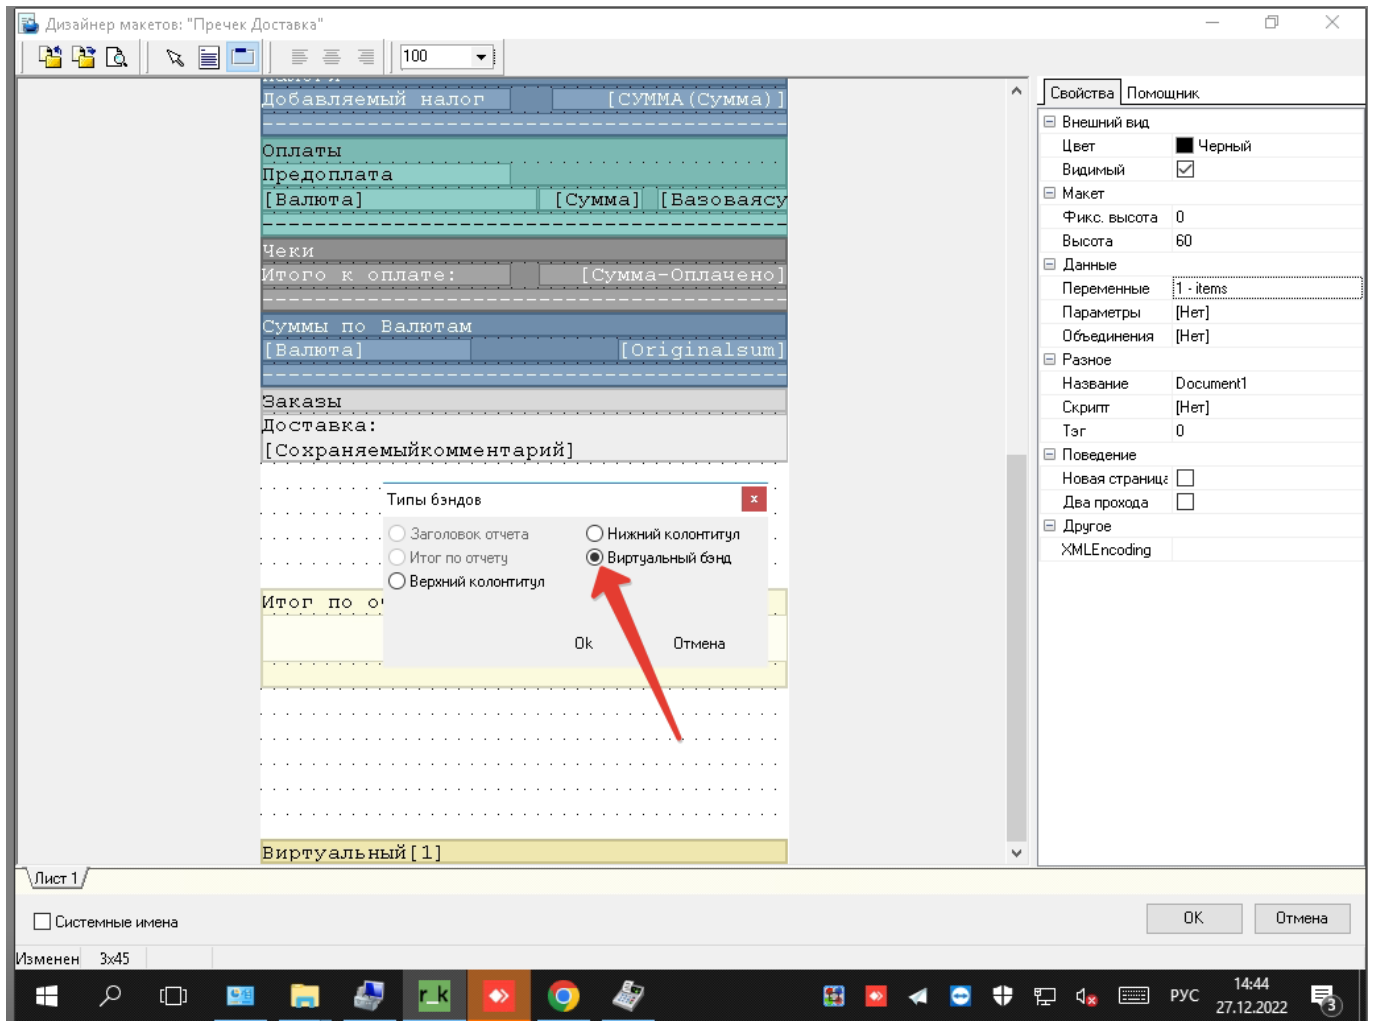 Дизайнер макетов: "Пречек Доставка"
100
Добавляемый налог [СУММА(Сумма)]
Оплаты
Предоплата
[Валюта] [Сумма] [Базоваясу
Чеки
Итого к оплате: [Сумма-Оплачено]
Суммы по Валютам
[Валюта] [Originalsum]
Заказы
Доставка:
[Сохраняемыйкомментарий]
Типы бэндов
Заголовок отчета
Нижний колонтитул
Итог по отчету
Виртуальный бэнд
Верхний колонтитул
Ok Отмена
Итог по о
Виртуальный[1]
Свойства Помощник
Внешний вид
Цвет Черный
Видимый
Макет
Фикс. высота 0
Высота 60
Данные
Переменные 1 - items
Параметры [Нет]
Объединения [Нет]
Разное
Название Document1
Скрипт [Нет]
Тэг 0
Поведение
Новая страница
Два прохода
Другое
XMLEncoding
Лист 1
Системные имена
OK Отмена
Изменен 3x45
r_k
РУС
14:44
27.12.2022
3